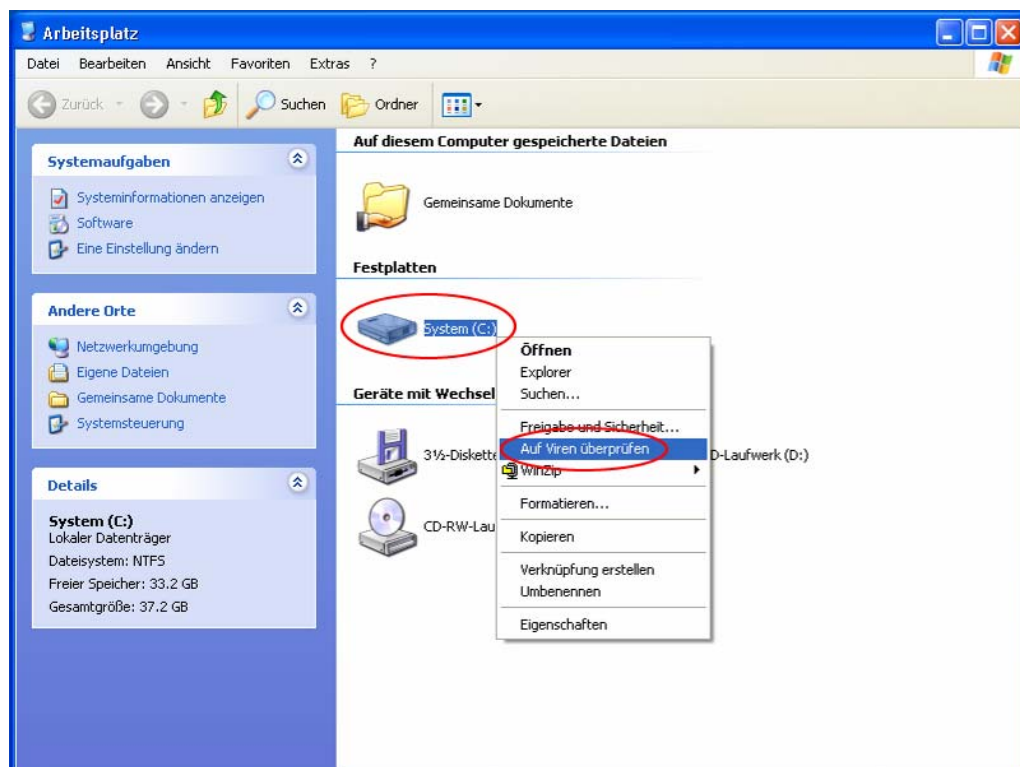 Arbeitsplatz
Datei Bearbeiten Ansicht Favoriten Extras ?
Zurück Suchen Ordner
Systemaufgaben
Systeminformationen anzeigen
Software
Eine Einstellung ändern
Andere Orte
Netzwerkumgebung
Eigene Dateien
Gemeinsame Dokumente
Systemsteuerung
Details
System (C:)
Lokaler Datenträger
Dateisystem: NTFS
Freier Speicher: 33.2 GB
Gesamtgröße: 37.2 GB
Auf diesem Computer gespeicherte Dateien
Gemeinsame Dokumente
Festplatten
System (C:)
Geräte mit Wechsel
3½-Diskette
D-Laufwerk (D:)
CD-RW-Lau
Öffnen
Explorer
Suchen...
Freigabe und Sicherheit...
Auf Viren überprüfen
WinZip
Formatieren...
Kopieren
Verknüpfung erstellen
Umbenennen
Eigenschaften